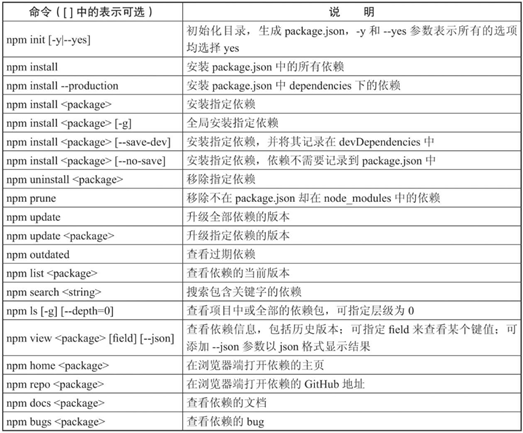 命令（[ ] 中的表示可选） 说 明
npm init [-y|--yes] 初始化目录，生成 package.json，-y 和 --yes 参数表示所有的选项
均选择 yes
npm install 安装 package.json 中的所有依赖
npm install --production 安装 package.json 中 dependencies 下的依赖
npm install <package> 安装指定依赖
npm install <package> [-g] 全局安装指定依赖
npm install <package> [--save-dev] 安装指定依赖，并将其记录在 devDependencies 中
npm install <package> [--no-save] 安装指定依赖，依赖不需要记录到 package.json 中
npm uninstall <package> 移除指定依赖
npm prune 移除不在 package.json 却在 node_modules 中的依赖
npm update 升级全部依赖的版本
npm update <package> 升级指定的版本
npm outdated 查看过期依赖
npm list <package> 查看依赖的当前版本
npm search <string> 搜索包含关键字的依赖
npm ls [-g] [--depth=0] 查看项目中或全部的依赖包，可指定层级为 0
npm view <package> [field] [--json] 查看依赖信息，包括历史版本；可指定 field 来查看某个键值；可
添加 --json 参数以 json 格式显示结果
npm home <package> 在浏览器端打开依赖的主页
npm repo <package> 在浏览器端打开依赖的 GitHub 地址
npm docs <package> 查看依赖的文档
npm bugs <package> 查看依赖的 bug